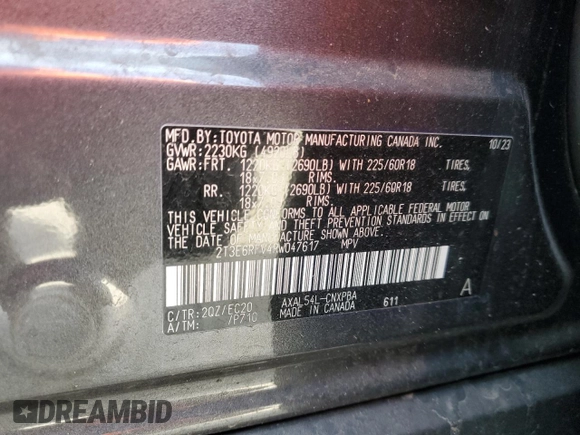 MFD. BY: TOYOTA MOTOR MANUFACTURING CANADA INC. 10/23
GVWR: 2230KG
GAWR: FRT. (2690LB) WITH 225/60R18 TIRES,
RIMS.
RR. (2690LB) WITH 225/60R18 TIRES,
RIMS.
THIS VEHICLE CONFORMS TO ALL APPLICABLE FEDERAL MOTOR
VEHICLE SAFETY AND THEFT PREVENTION STANDARDS IN EFFECT
ON THE DATE OF MANUFACTURE SHOWN ABOVE.
MPV
C/TR: 2QZ/EC20 AXAL54L-CNXPBA A
A/TM: /P710 MADE IN CANADA 611
DREAMBID